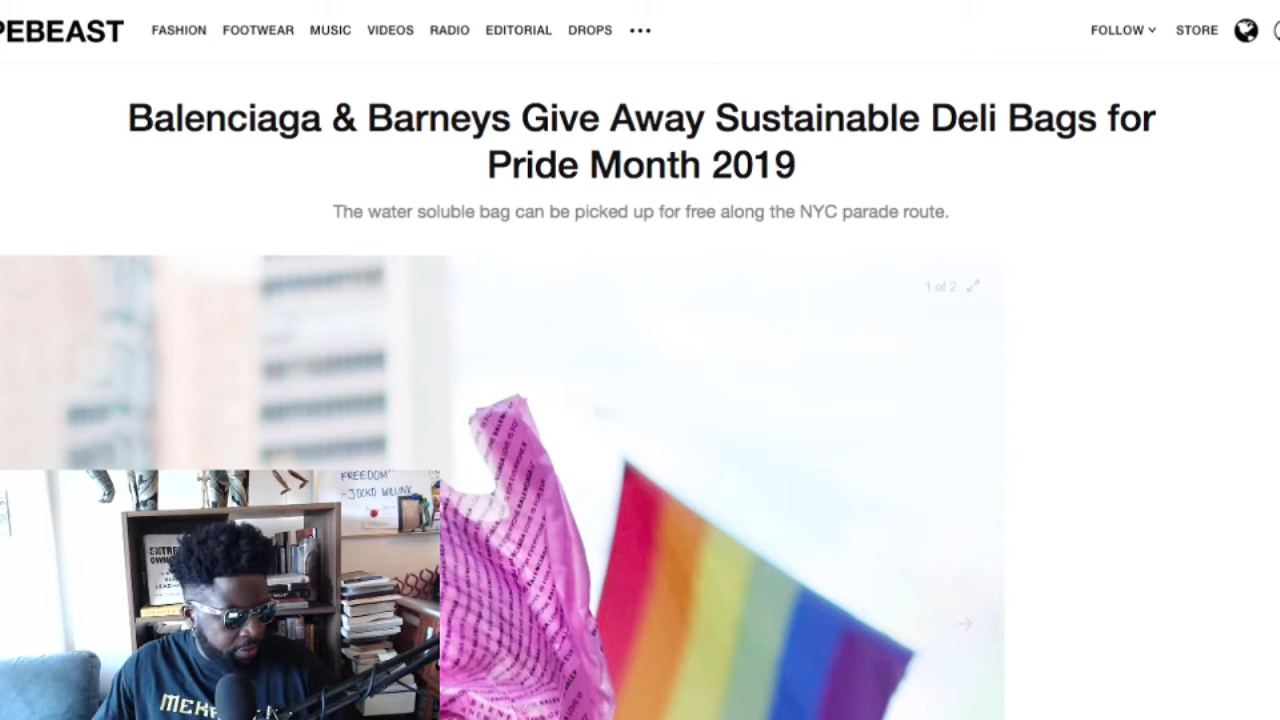 PEBEAST FASHION FOOTWEAR MUSIC VIDEOS RADIO EDITORIAL DROPS ••• FOLLOW STORE
Balenciaga & Barneys Give Away Sustainable Deli Bags for
Pride Month 2019
The water soluble bag can be picked up for free along the NYC parade route.
1 of 2
FREEDOM"
-JOCKO WILLINK